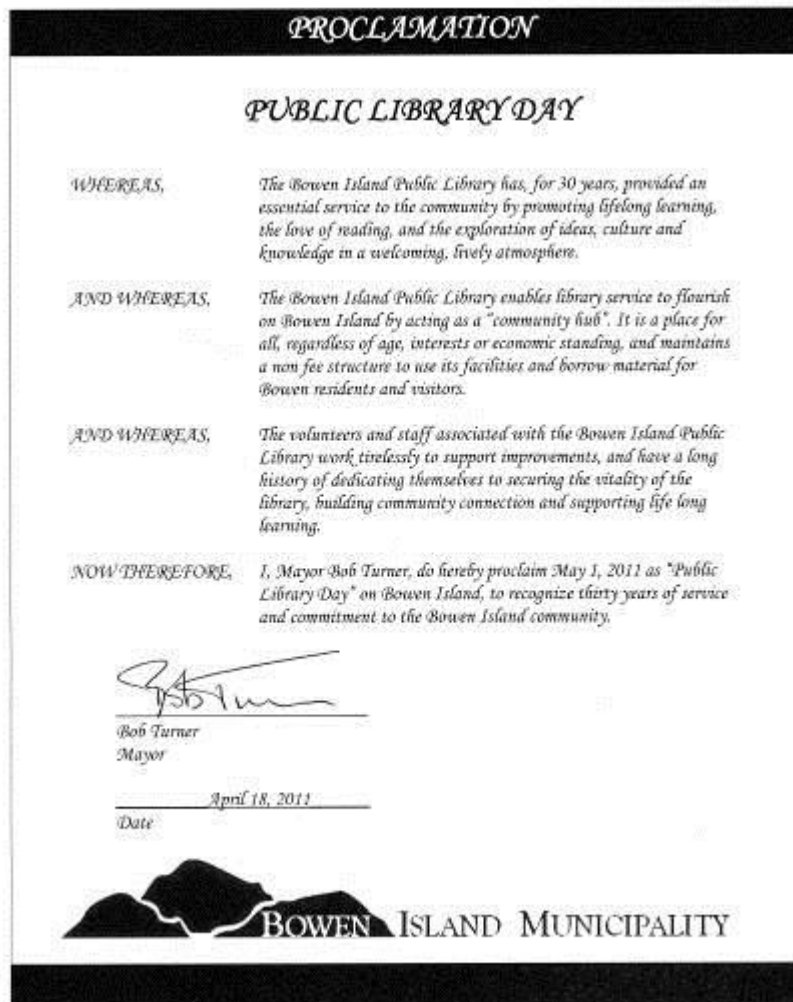 PROCLAMATION
PUBLIC LIBRARY DAY
WHEREAS, The Bowen Island Public Library has, for 30 years, provided an
essential service to the community by promoting lifelong learning,
the love of reading, and the exploration of ideas, culture and
knowledge in a welcoming, lively atmosphere.
AND WHEREAS, The Bowen Island Public Library enables library service to flourish
on Bowen Island by acting as a "community hub". It is a place for
all, regardless of age, interests or economic standing, and maintains
a non fee structure to use its facilities and borrow material for
Bowen residents and visitors.
AND WHEREAS, The volunteers and staff associated with the Bowen Island Public
Library work tirelessly to support improvements, and have a long
history of dedicating themselves to securing the vitality of the
library, building community connection and supporting life long
learning.
NOW THEREFORE, I, Mayor Bob Turner, do hereby proclaim May 1, 2011 as "Public
Library Day" on Bowen Island, to recognize thirty years of service
and commitment to the Bowen Island community.
Bob Turner
Bob Turner
Mayor
April 18, 2011
Date
BOWEN ISLAND MUNICIPALITY